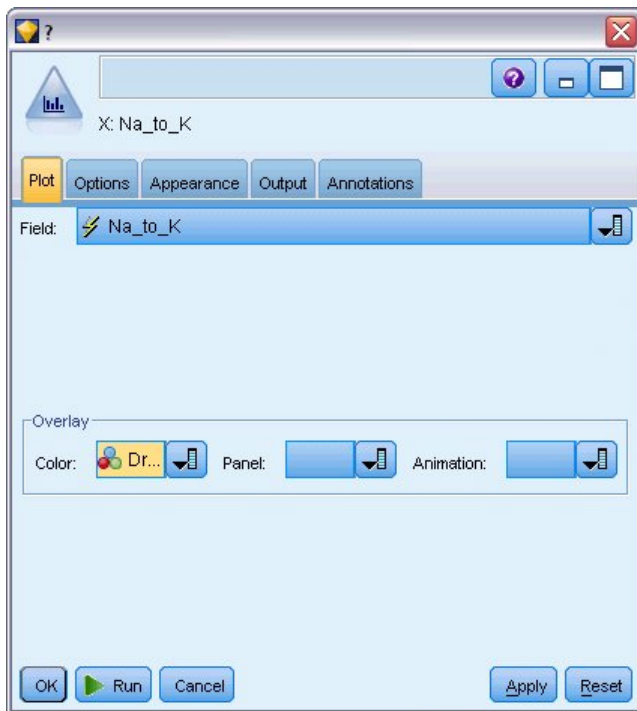 ?
X: Na_to_K
Plot Options Appearance Output Annotations
Field: Na_to_K
Overlay
Color: Dr... Panel: Animation:
OK Run Cancel Apply Reset